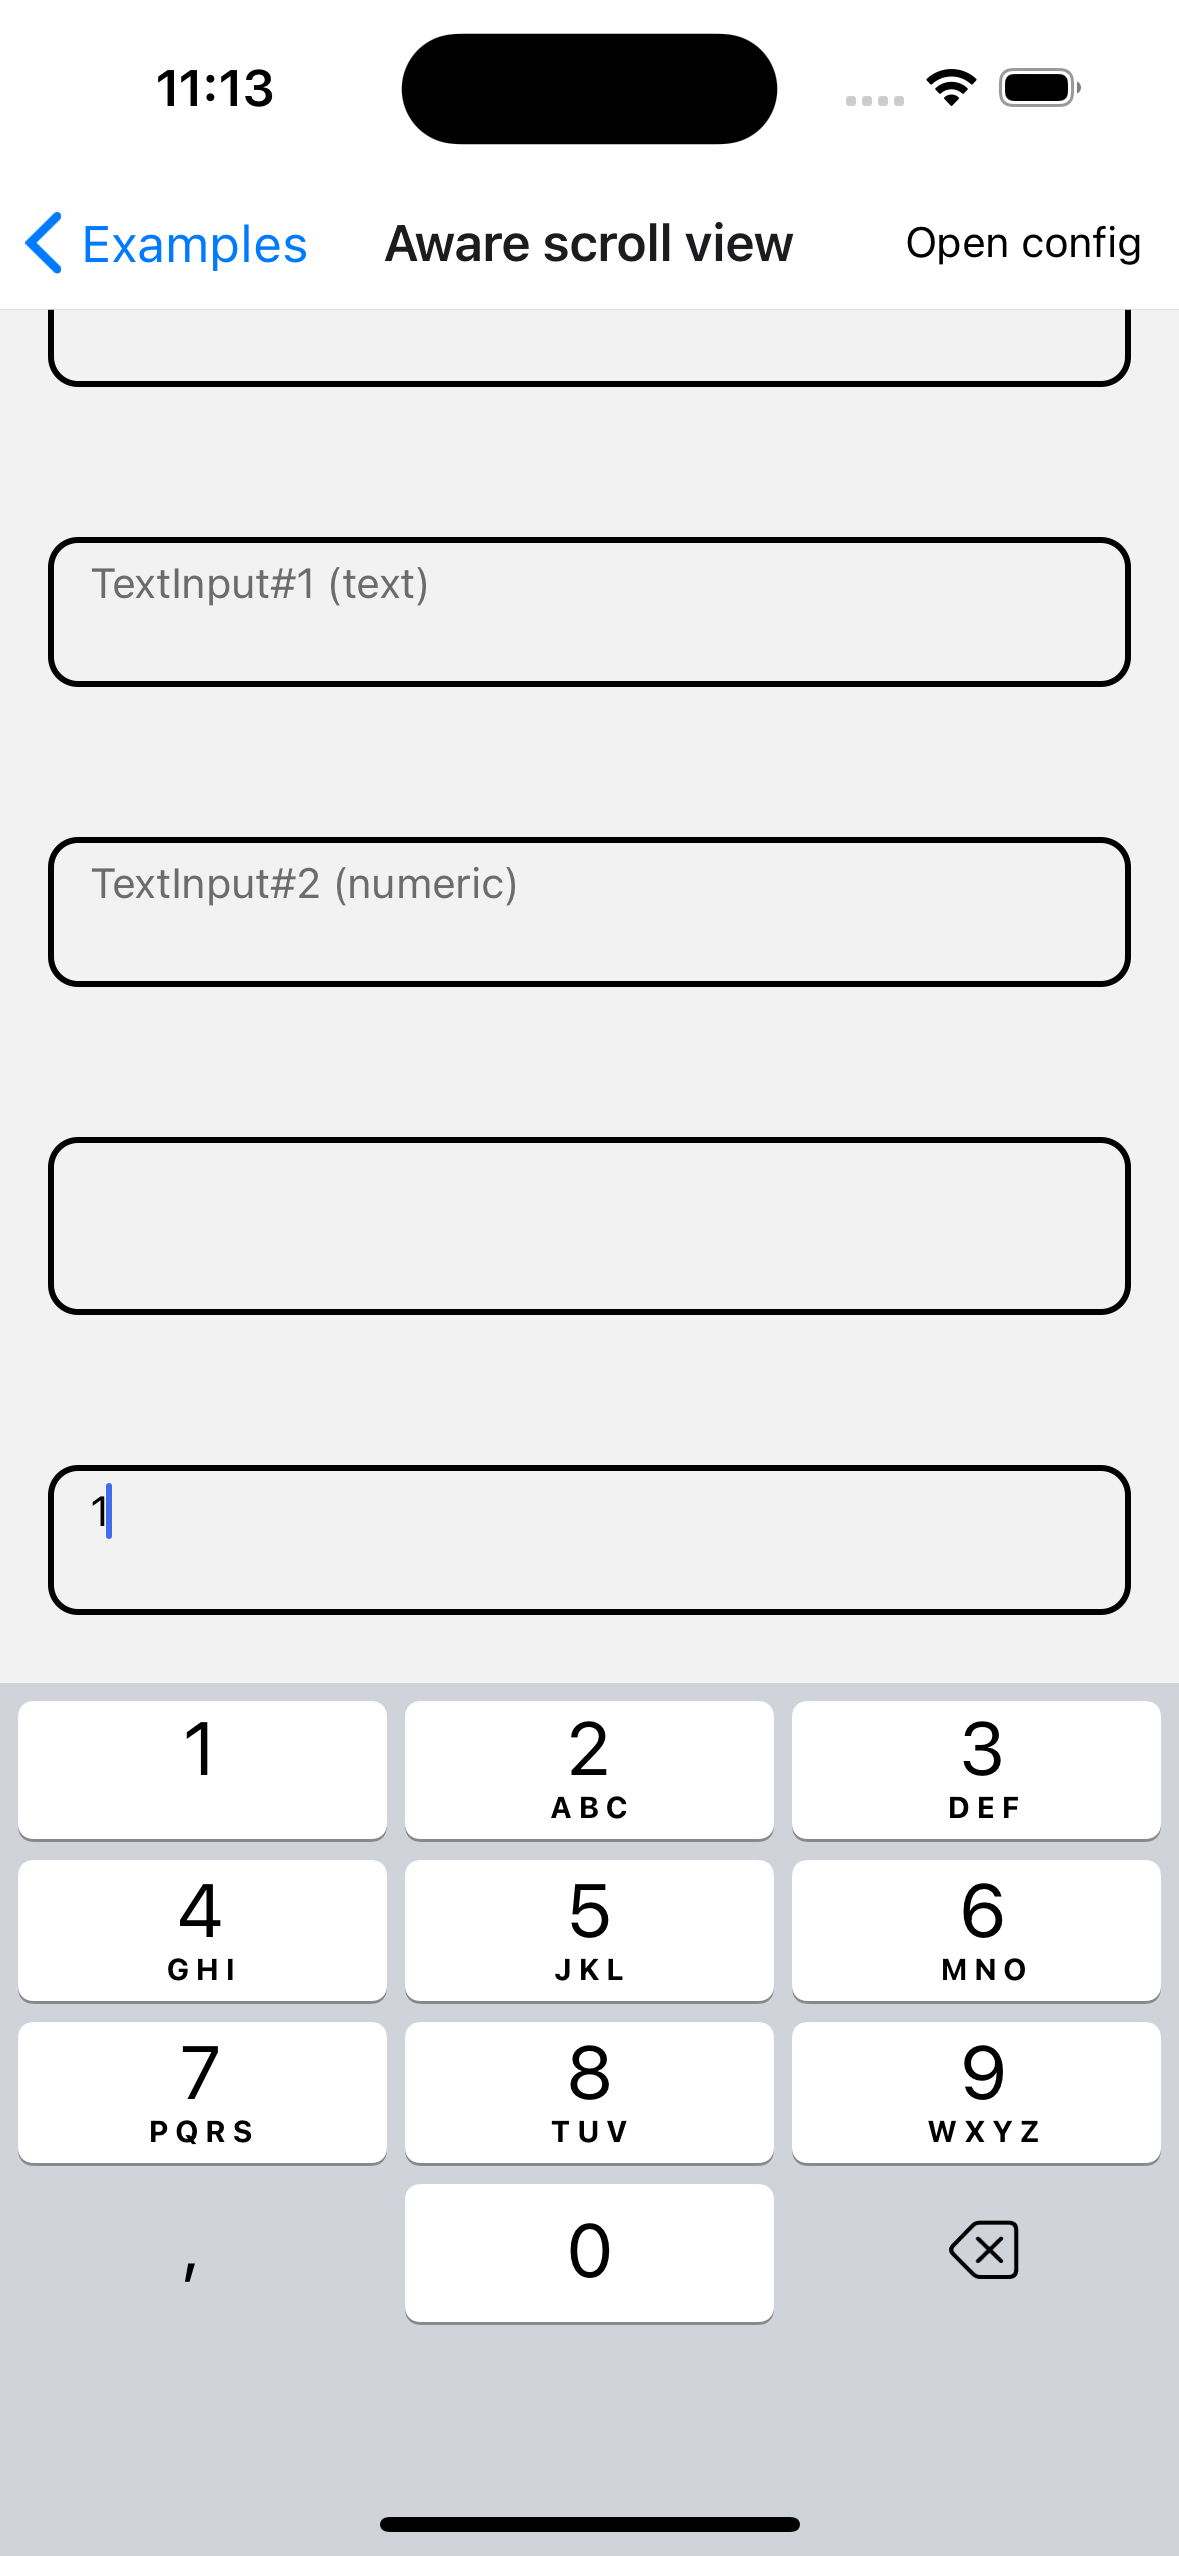 11:13
Examples
Aware scroll view
Open config
TextInput#1 (text)
TextInput#2 (numeric)
1
1
2
3
ABC
DEF
4
5
6
GHI
JKL
MNO
7
8
9
PQRS
TUV
WXYZ
,
0